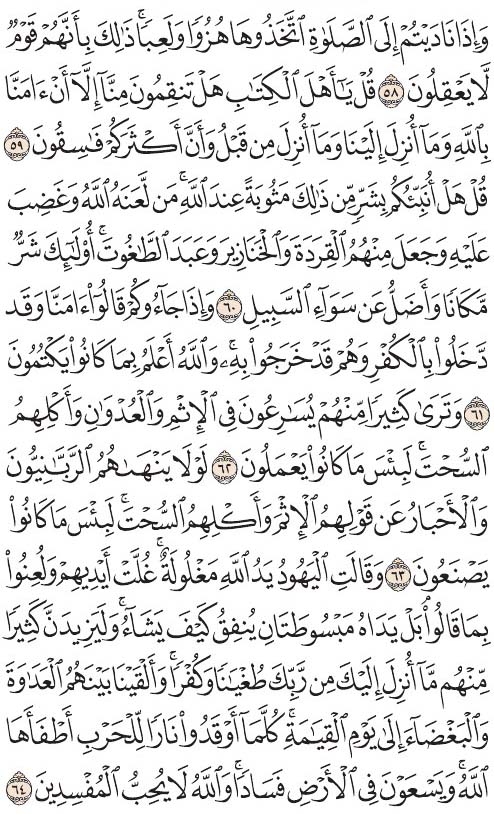 وَإِذَا نَادَيْتُمْ إِلَى ٱلصَّلَوٰةِ ٱتَّخَذُوهَا هُزُوًا وَلَعِبًا ۚ ذَٰلِكَ بِأَنَّهُمْ قَوْمٌ
لَّا يَعْقِلُونَ ٥٨ قُلْ يَـٰٓأَهْلَ ٱلْكِتَـٰبِ هَلْ تَنقِمُونَ مِنَّآ إِلَّآ أَنْ ءَامَنَّا
بِٱللَّهِ وَمَآ أُنزِلَ إِلَيْنَا وَمَآ أُنزِلَ مِن قَبْلُ وَأَنَّ أَكْثَرَكُمْ فَـٰسِقُونَ ٥٩
قُلْ هَلْ أُنَبِّئُكُم بِشَرٍّ مِّن ذَٰلِكَ مَثُوبَةً عِندَ ٱللَّهِ ۚ مَن لَّعَنَهُ ٱللَّهُ وَغَضِبَ
عَلَيْهِ وَجَعَلَ مِنْهُمُ ٱلْقِرَدَةَ وَٱلْخَنَازِيرَ وَعَبَدَ ٱلطَّـٰغُوتَ ۚ أُو۟لَـٰٓئِكَ شَرٌّ
مَّكَانًا وَأَضَلُّ عَن سَوَآءِ ٱلسَّبِيلِ ٦٠ وَإِذَا جَآءُوكُمْ قَالُوٓا۟ ءَامَنَّا وَقَد
دَّخَلُوا۟ بِٱلْكُفْرِ وَهُمْ قَدْ خَرَجُوا۟ بِهِۦ ۚ وَٱللَّهُ أَعْلَمُ بِمَا كَانُوا۟ يَكْتُمُونَ
٦١ وَتَرَىٰ كَثِيرًا مِّنْهُمْ يُسَـٰرِعُونَ فِى ٱلْإِثْمِ وَٱلْعُدْوَٰنِ وَأَكْلِهِمُ
ٱلسُّحْتَ ۚ لَبِئْسَ مَا كَانُوا۟ يَعْمَلُونَ ٦٢ لَوْلَا يَنْهَىٰهُمُ ٱلرَّبَّـٰنِيُّونَ
وَٱلْأَحْبَارُ عَن قَوْلِهِمُ ٱلْإِثْمَ وَأَكْلِهِمُ ٱلسُّحْتَ ۚ لَبِئْسَ مَا كَانُوا۟
يَصْنَعُونَ ٦٣ وَقَالَتِ ٱلْيَهُودُ يَدُ ٱللَّهِ مَغْلُولَةٌ ۚ غُلَّتْ أَيْدِيهِمْ وَلُعِنُوا۟
بِمَا قَالُوا۟ ۘ بَلْ يَدَاهُ مَبْسُوطَتَانِ يُنفِقُ كَيْفَ يَشَآءُ ۚ وَلَيَزِيدَنَّ كَثِيرًا
مِّنْهُم مَّآ أُنزِلَ إِلَيْكَ مِن رَّبِّكَ طُغْيَـٰنًا وَكُفْرًا ۚ وَأَلْقَيْنَا بَيْنَهُمُ ٱلْعَدَٰوَةَ
وَٱلْبَغْضَآءَ إِلَىٰ يَوْمِ ٱلْقِيَـٰمَةِ ۚ كُلَّمَآ أَوْقَدُوا۟ نَارًا لِّلْحَرْبِ أَطْفَأَهَا
ٱللَّهُ ۚ وَيَسْعَوْنَ فِى ٱلْأَرْضِ فَسَادًا ۚ وَٱللَّهُ لَا يُحِبُّ ٱلْمُفْسِدِينَ ٦٤